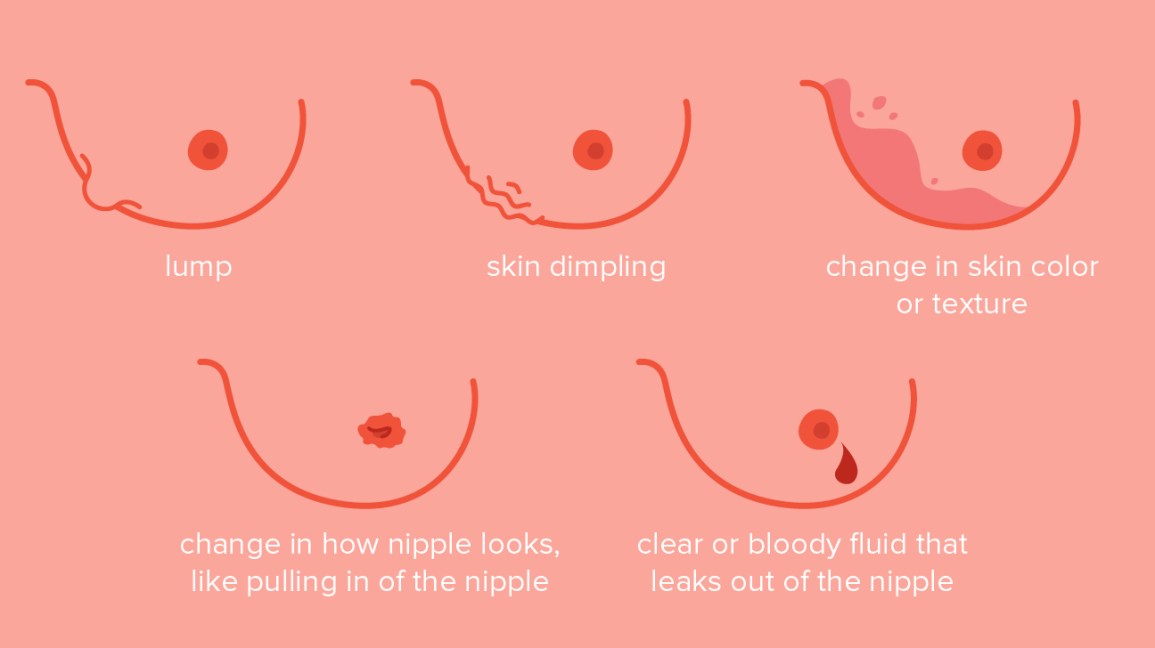 lump
skin dimpling
change in skin color
or texture
change in how nipple looks,
like pulling in of the nipple
clear or bloody fluid that
leaks out of the nipple